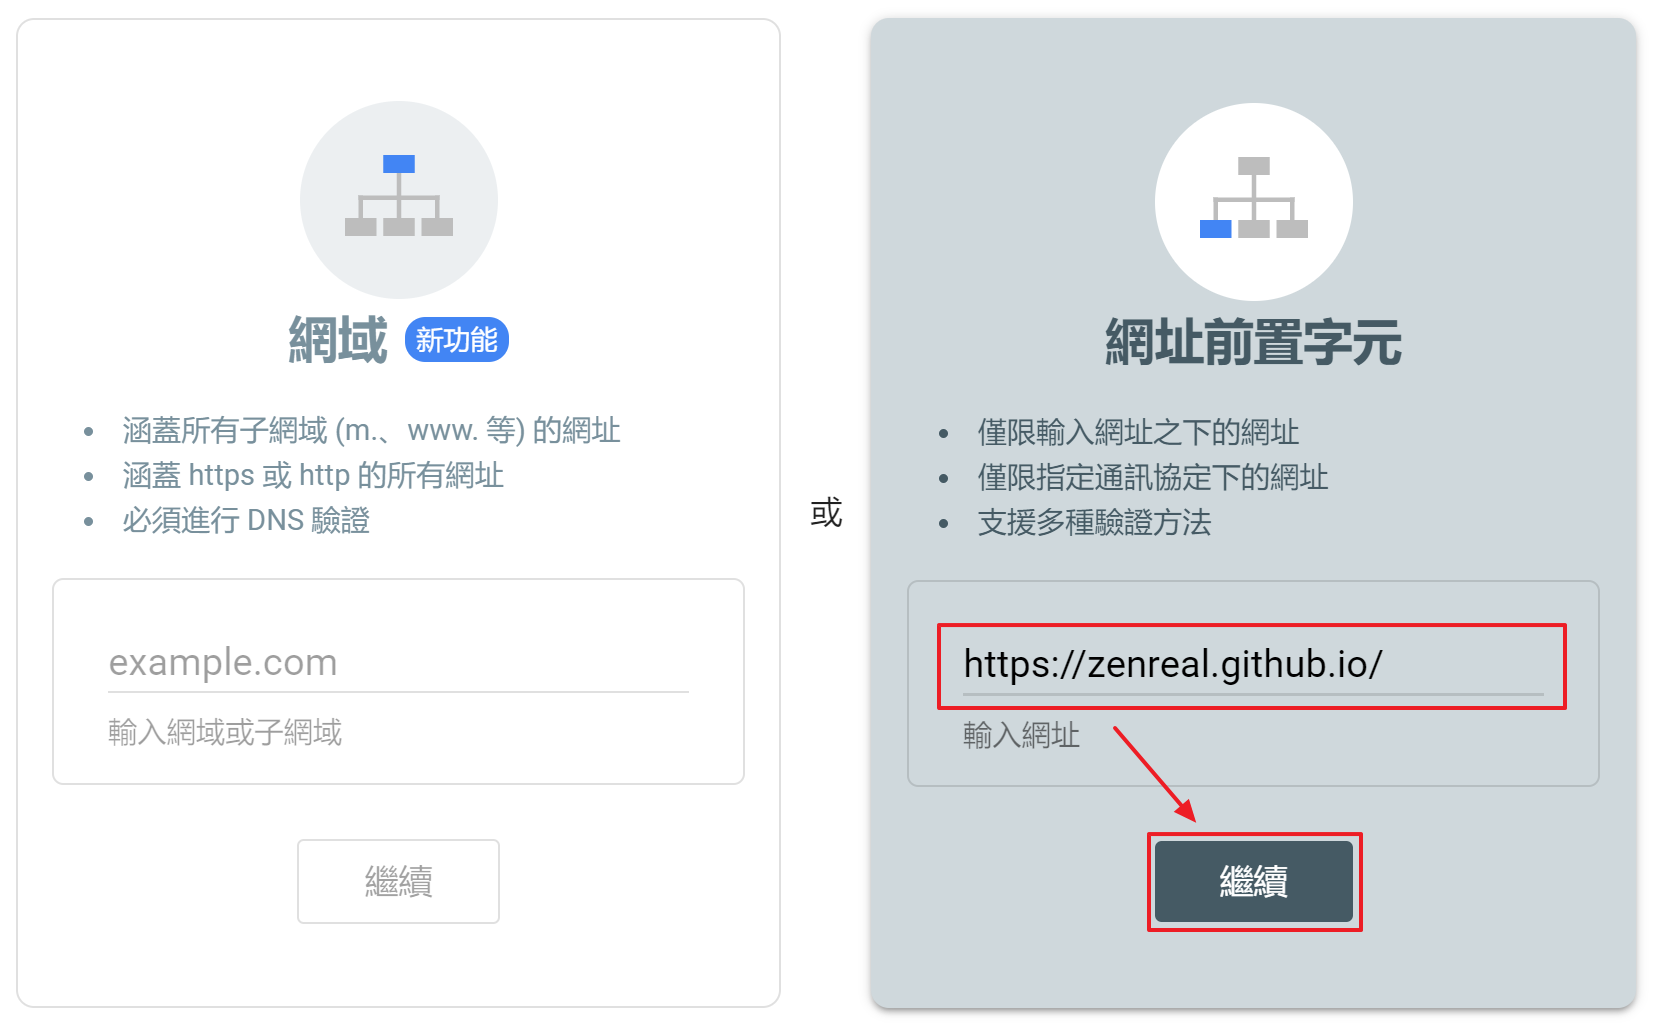 網域 新功能
涵蓋所有子網域 (m.、www. 等) 的網址
涵蓋 https 或 http 的所有網址
必須進行 DNS 驗證
example.com
輸入網域或子網域
繼續
或
網址前置字元
僅限輸入網址之下的網址
僅限指定通訊協定下的網址
支援多種驗證方法
https://zenreal.github.io/
輸入網址
繼續